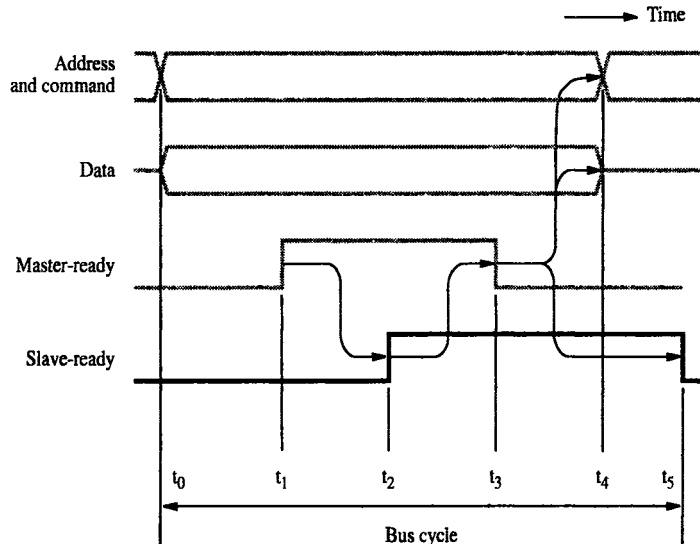 Time
Address
and command
Data
Master-ready
Slave-ready
t0 t1 t2 t3 t4 t5
Bus cycle